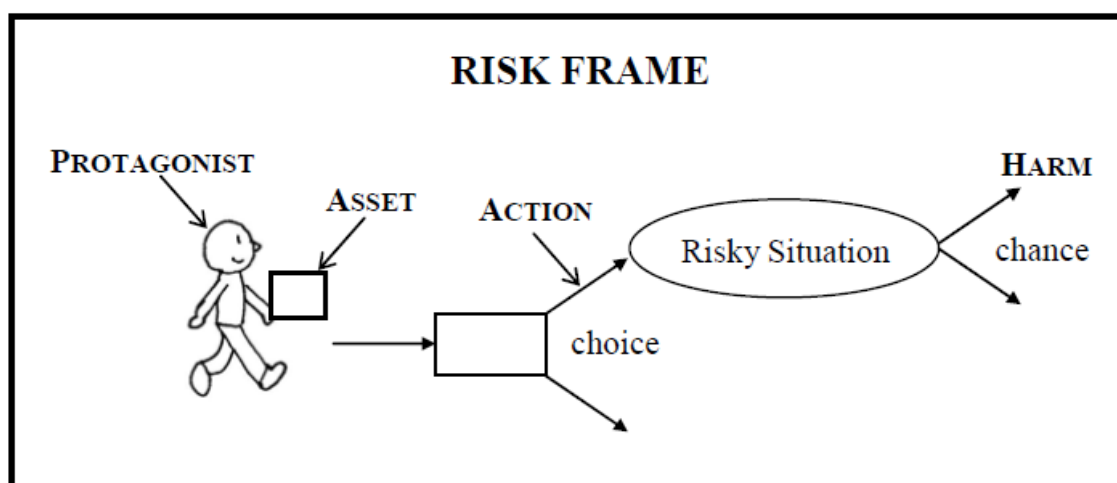 RISK FRAME
PROTAGONIST
ASSET
ACTION
HARM
Risky Situation
chance
choice